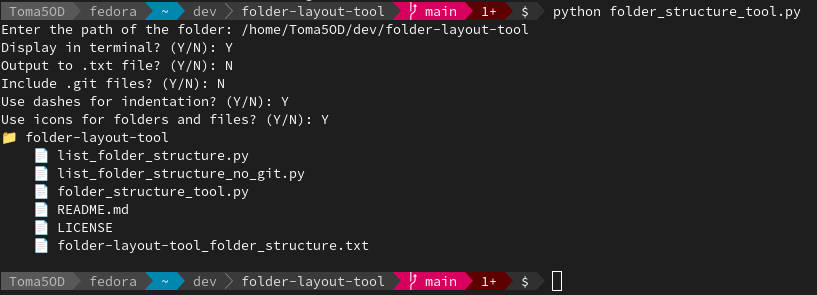 Toma5OD fedora ~ dev folder-layout-tool main 1+ $ python folder_structure_tool.py
Enter the path of the folder: /home/Toma5OD/dev/folder-layout-tool
Display in terminal? (Y/N): Y
Output to .txt file? (Y/N): N
Include .git files? (Y/N): N
Use dashes for indentation? (Y/N): Y
Use icons for folders and files? (Y/N): Y
folder-layout-tool
list_folder_structure.py
list_folder_structure_no_git.py
folder_structure_tool.py
README.md
LICENSE
folder-layout-tool_folder_structure.txt
Toma5OD fedora ~ dev folder-layout-tool main 1+ $